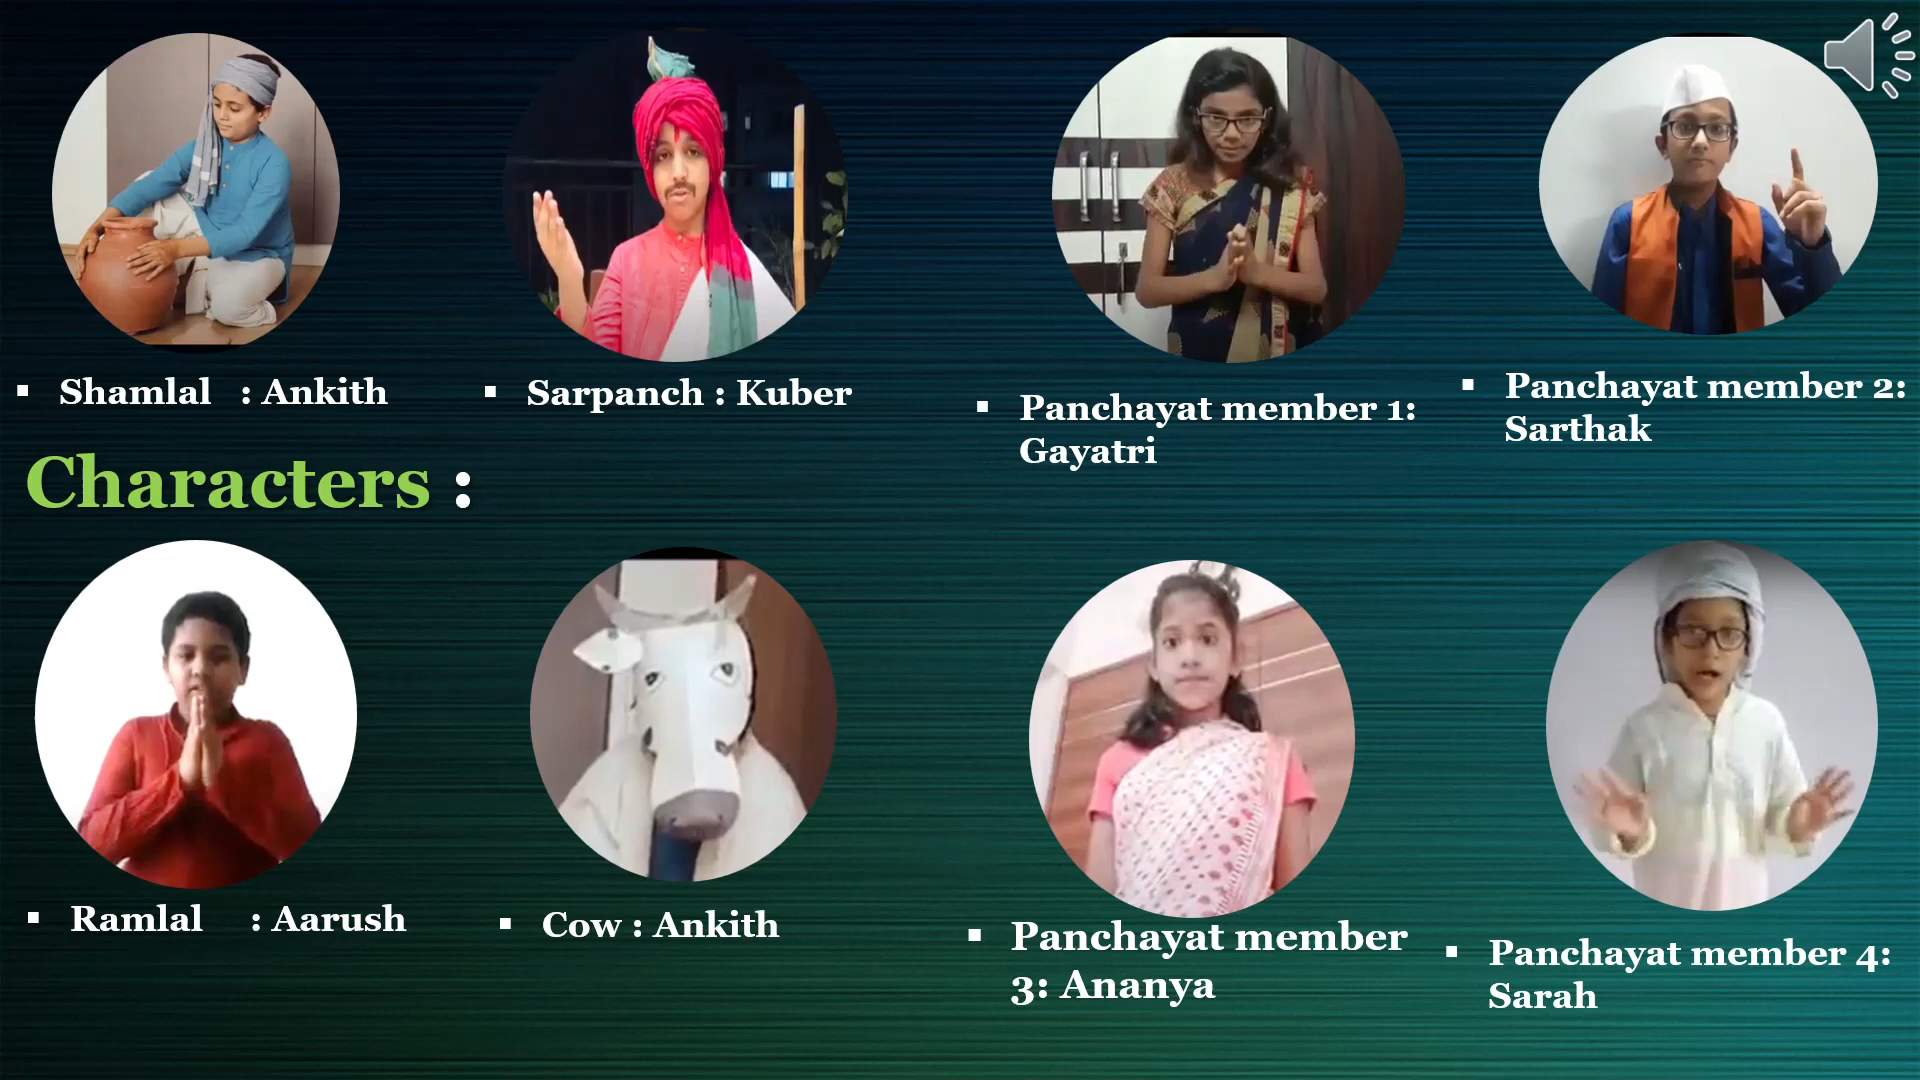 ▪ Shamlal : Ankith
▪ Sarpanch : Kuber
▪ Panchayat member 1:
Gayatri
▪ Panchayat member 2:
Sarthak
Characters :
▪ Ramlal : Aarush
▪ Cow : Ankith
▪ Panchayat member
3: Ananya
▪ Panchayat member 4:
Sarah